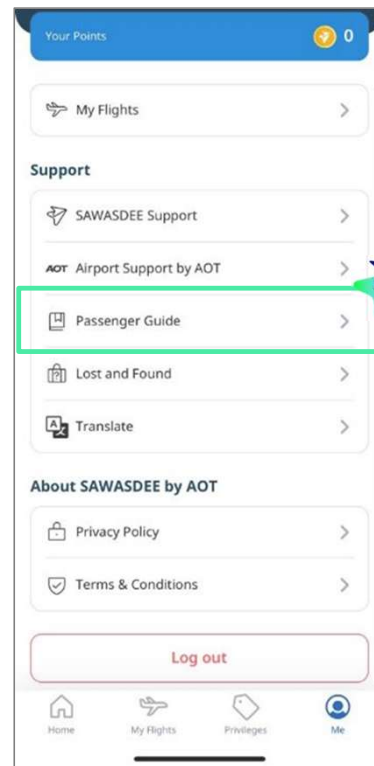 Your Points 0
My Flights
Support
SAWASDEE Support
AOT Airport Support by AOT
Passenger Guide
Lost and Found
Translate
About SAWASDEE by AOT
Privacy Policy
Terms & Conditions
Log out
Home My Flights Privileges Me